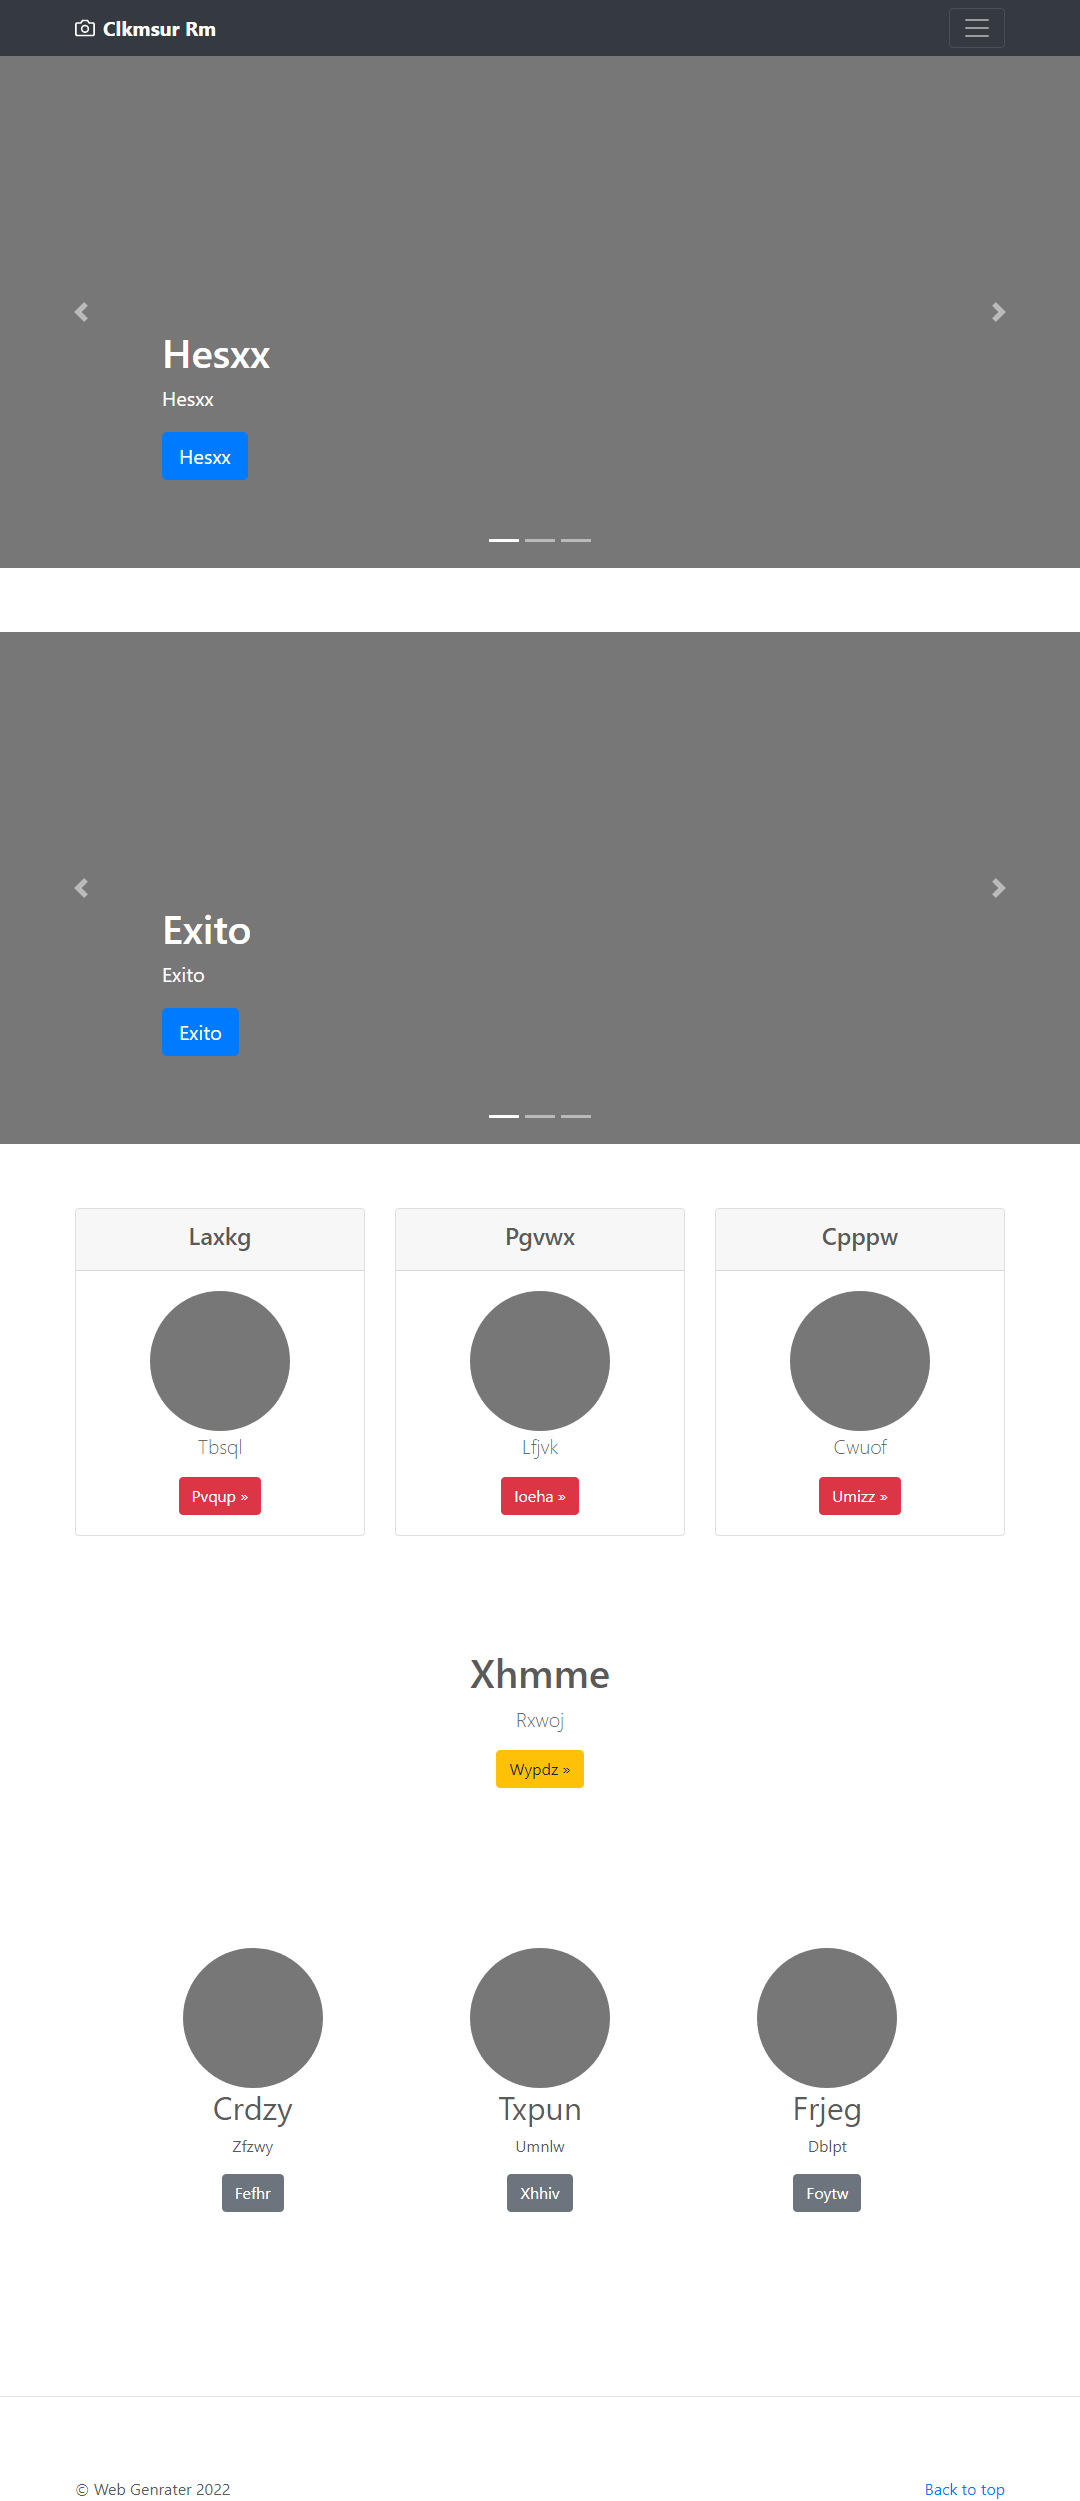 Clkmsur Rm
Hesxx
Hesxx
Hesxx
Exito
Exito
Exito
Laxkg
Tbsql
Pvqup »
Pgvwx
Lfjvk
Ioeha »
Cpppw
Cwuof
Umizz »
Xhmme
Rxwoj
Wypdz »
Crdzy
Zfzwy
Fefhr
Txpun
Umnlw
Xhhiv
Frjeg
Dblpt
Foytw
© Web Genrater 2022
Back to top